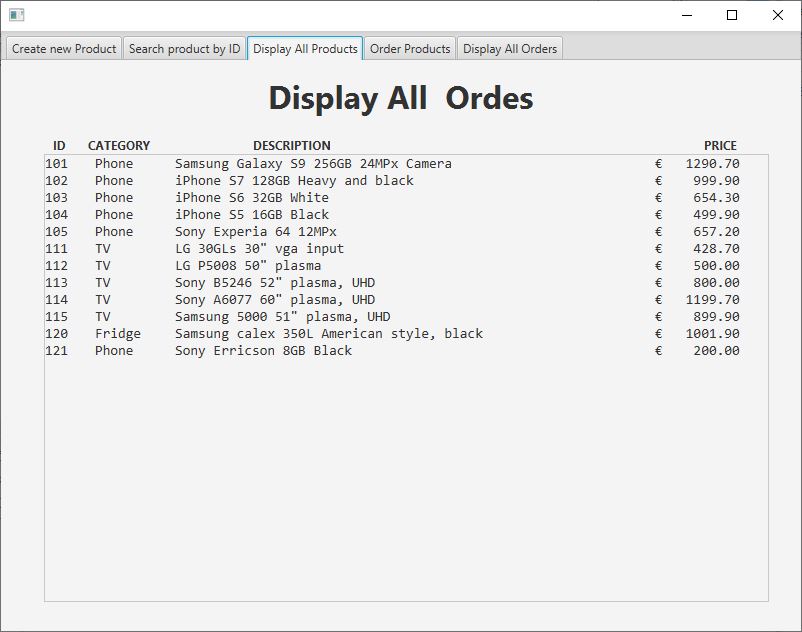 Create new Product Search product by ID Display All Products Order Products Display All Orders
Display All Ordes
ID CATEGORY DESCRIPTION PRICE
101 Phone Samsung Galaxy S9 256GB 24MPx Camera € 1290.70
102 Phone iPhone S7 128GB Heavy and black € 999.90
103 Phone iPhone S6 32GB White € 654.30
104 Phone iPhone S5 16GB Black € 499.90
105 Phone Sony Experia 64 12MPx € 657.20
111 TV LG 30GLs 30" vga input € 428.70
112 TV LG P5008 50" plasma € 500.00
113 TV Sony B5246 52" plasma, UHD € 800.00
114 TV Sony A6077 60" plasma, UHD € 1199.70
115 TV Samsung 5000 51" plasma, UHD € 899.90
120 Fridge Samsung calex 350L American style, black € 1001.90
121 Phone Sony Erricson 8GB Black € 200.00